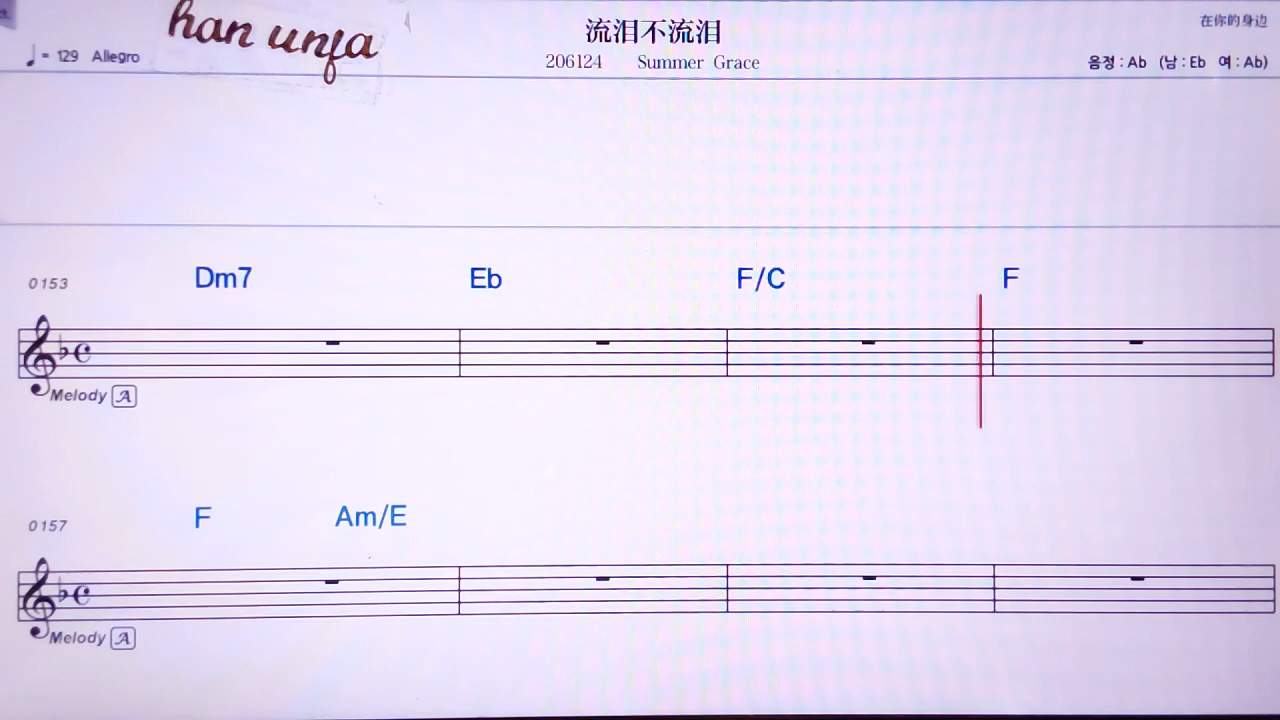 han unja
流泪不流泪
在你的身边
♩ = 129 Allegro
206124 Summer Grace
음정 : Ab (남 : Eb 여 : Ab)
0153 Dm7 Eb F/C F
Melody A
0157 F Am/E
Melody A